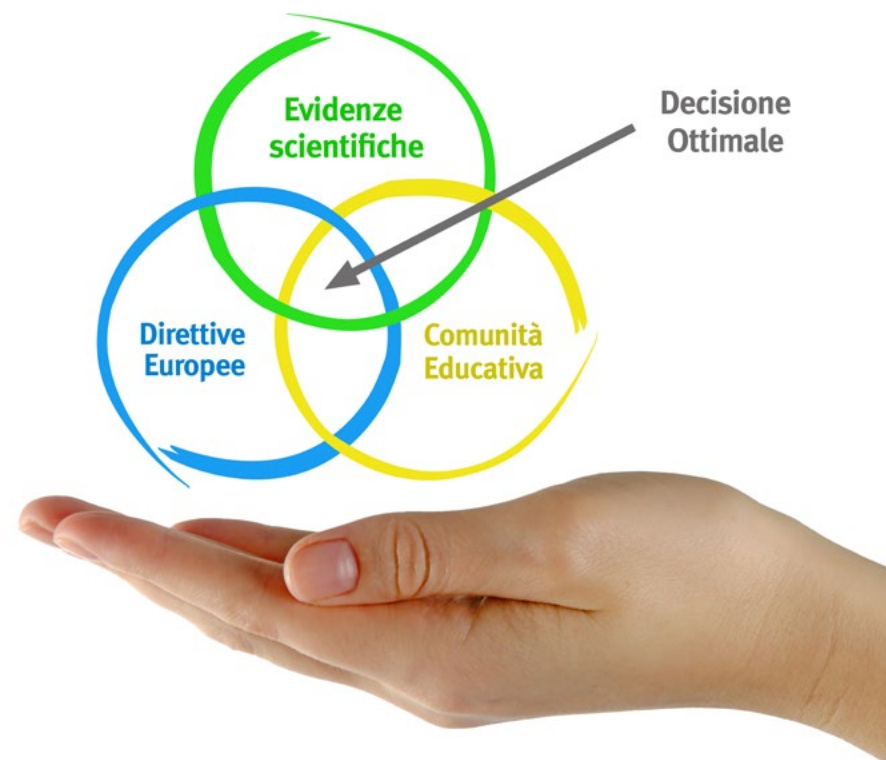 Evidenze
scientifiche
Decisione
Ottimale
Direttive
Europee
Comunità
Educativa